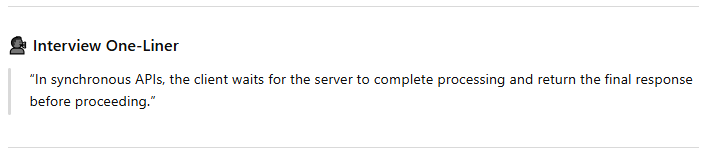 🗣️ Interview One-Liner
“In synchronous APIs, the client waits for the server to complete processing and return the final response
before proceeding.”